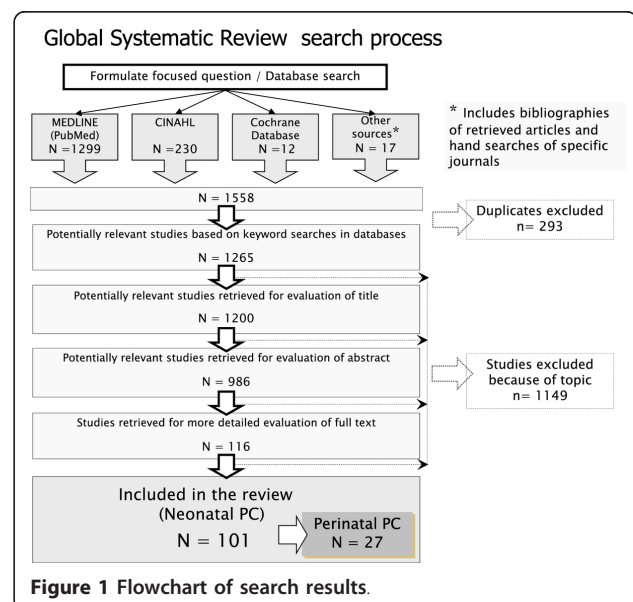 Global Systematic Review search process
Formulate focused question / Database search
MEDLINE
(PubMed)
N =1299
CINAHL
N =230
Cochrane
Database
N =12
Other
sources*
N = 17
* Includes bibliographies
of retrieved articles and
hand searches of specific
journals
N = 1558
Duplicates excluded
n= 293
Potentially relevant studies based on keyword searches in databases
N = 1265
Potentially relevant studies retrieved for evaluation of title
N = 1200
Potentially relevant studies retrieved for evaluation of abstract
N = 986
Studies excluded
because of topic
n= 1149
Studies retrieved for more detailed evaluation of full text
N = 116
Included in the review
(Neonatal PC)
N = 101
Perinatal PC
N = 27
Figure 1 Flowchart of search results.